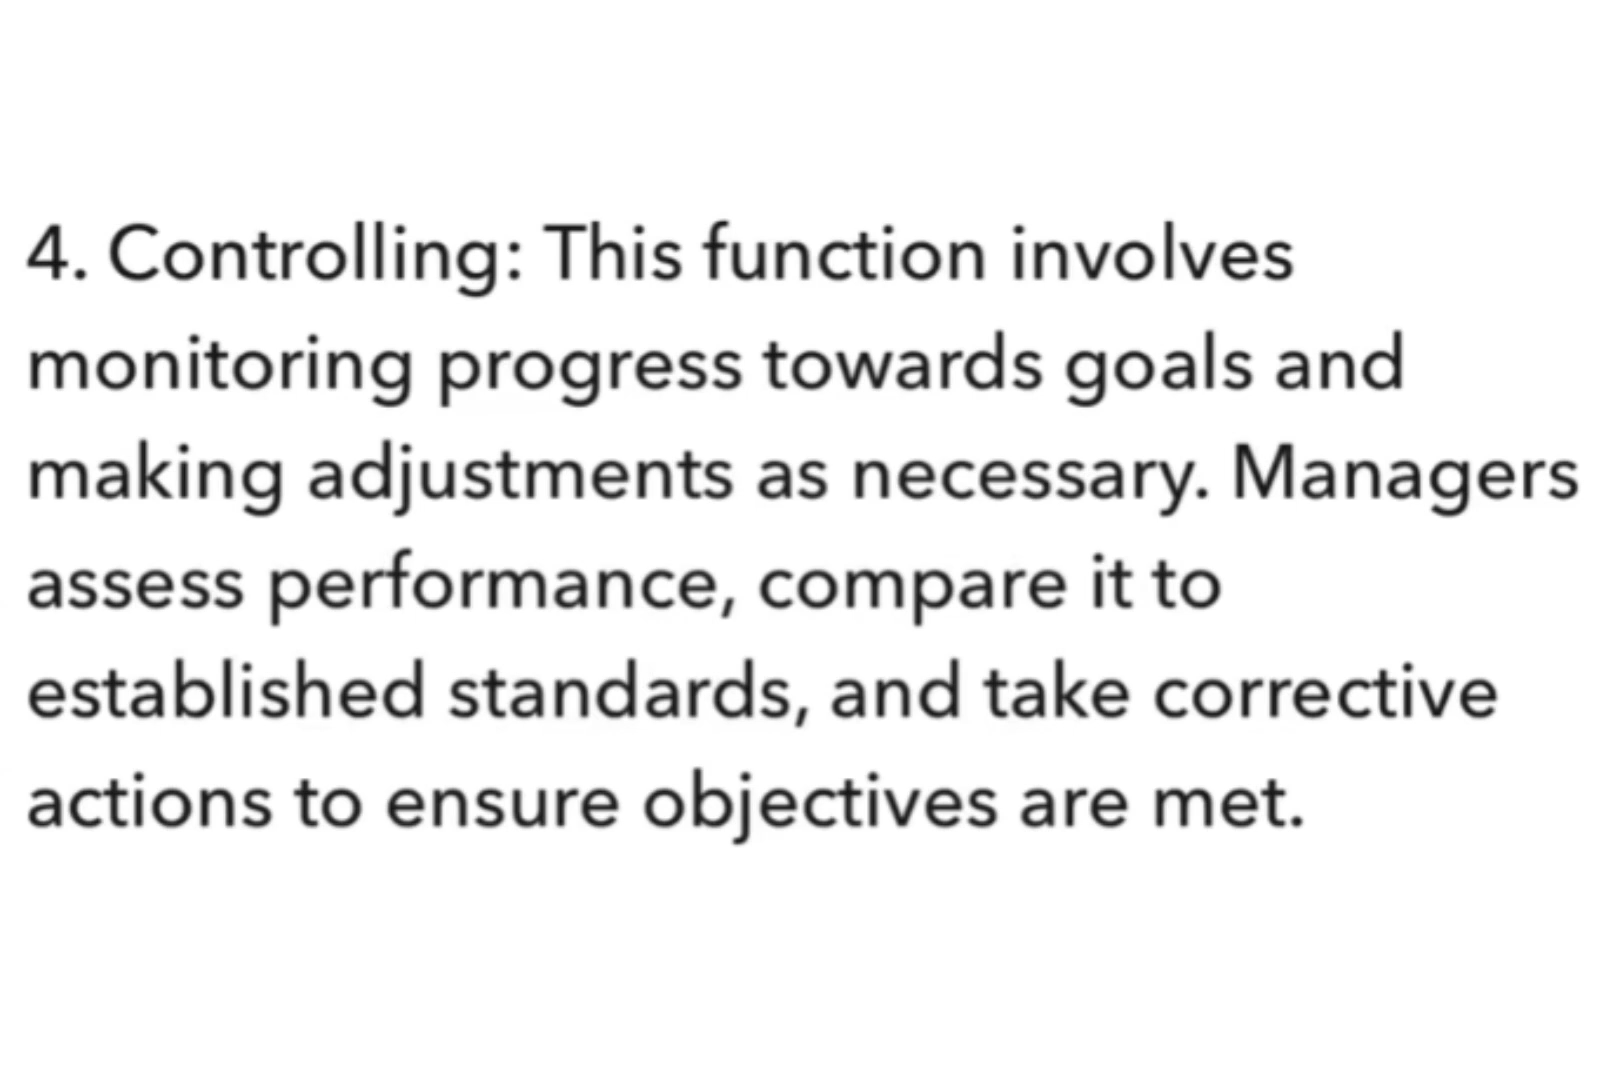 4. Controlling: This function involves
monitoring progress towards goals and
making adjustments as necessary. Managers
assess performance, compare it to
established standards, and take corrective
actions to ensure objectives are met.